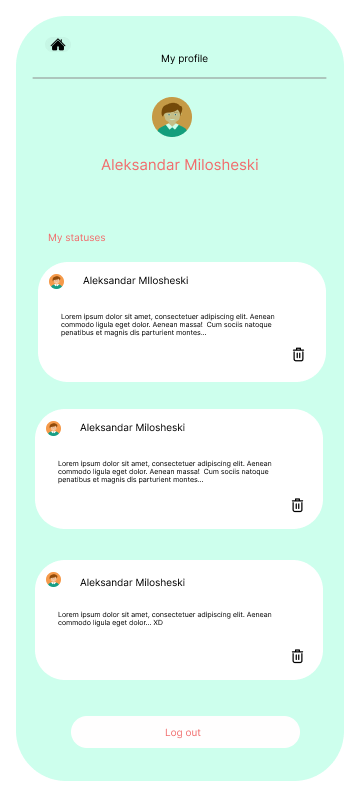 My profile
Aleksandar Milosheski
My statuses
Aleksandar MIlosheski
Lorem ipsum dolor sit amet, consectetuer adipiscing elit. Aenean
commodo ligula eget dolor. Aenean massa! Cum sociis natoque
penatibus et magnis dis parturient montes...
Aleksandar Milosheski
Lorem ipsum dolor sit amet, consectetuer adipiscing elit. Aenean
commodo ligula eget dolor. Aenean massa! Cum sociis natoque
penatibus et magnis dis parturient montes...
Aleksandar Milosheski
Lorem ipsum dolor sit amet, consectetuer adipiscing elit. Aenean
commodo ligula eget dolor... XD
Log out